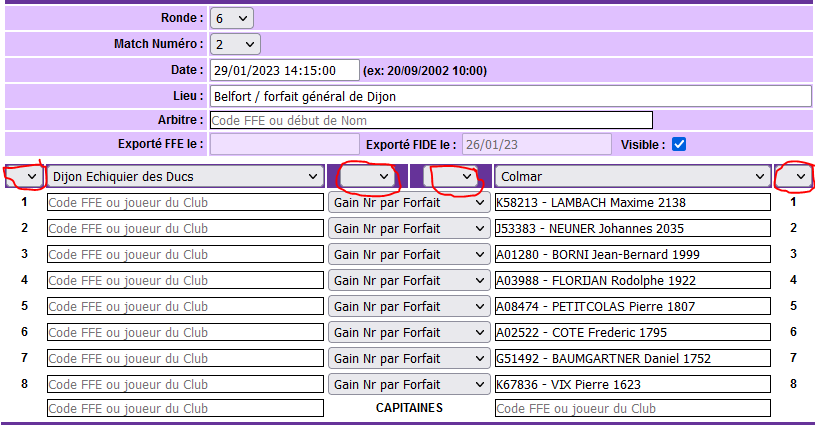 Ronde : 6
Match Numéro : 2
Date : 29/01/2023 14:15:00 (ex: 20/09/2002 10:00)
Lieu : Belfort / forfait général de Dijon
Arbitre : Code FFE ou début de Nom
Exporté FFE le : Exporté FIDE le : 26/01/23 Visible :
Dijon Echiquier des Ducs Colmar
1 Code FFE ou joueur du Club Gain Nr par Forfait K58213 - LAMBACH Maxime 2138 1
2 Code FFE ou joueur du Club Gain Nr par Forfait J53383 - NEUNER Johannes 2035 2
3 Code FFE ou joueur du Club Gain Nr par Forfait A01280 - BORNI Jean-Bernard 1999 3
4 Code FFE ou joueur du Club Gain Nr par Forfait A03988 - FLORIJAN Rodolphe 1922 4
5 Code FFE ou joueur du Club Gain Nr par Forfait A08474 - PETITCOLAS Pierre 1807 5
6 Code FFE ou joueur du Club Gain Nr par Forfait A02522 - COTE Frederic 1795 6
7 Code FFE ou joueur du Club Gain Nr par Forfait G51492 - BAUMGARTNER Daniel 1752 7
8 Code FFE ou joueur du Club Gain Nr par Forfait K67836 - VIX Pierre 1623 8
Code FFE ou joueur du Club CAPITAINES Code FFE ou joueur du Club